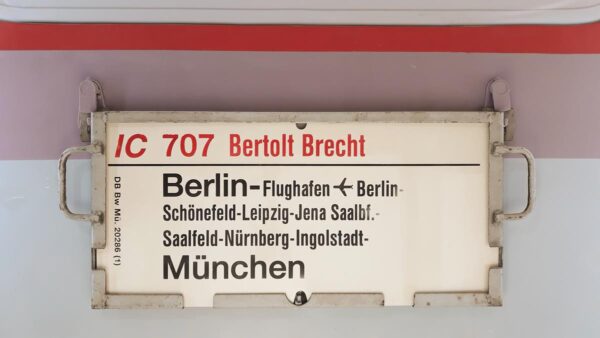 IC 707 Bertolt Brecht
Berlin-Flughafen ✈ Berlin-
Schönefeld-Leipzig-Jena Saalbf.-
Saalfeld-Nürnberg-Ingolstadt-
München
DB Bw Mü. 20286 (1)